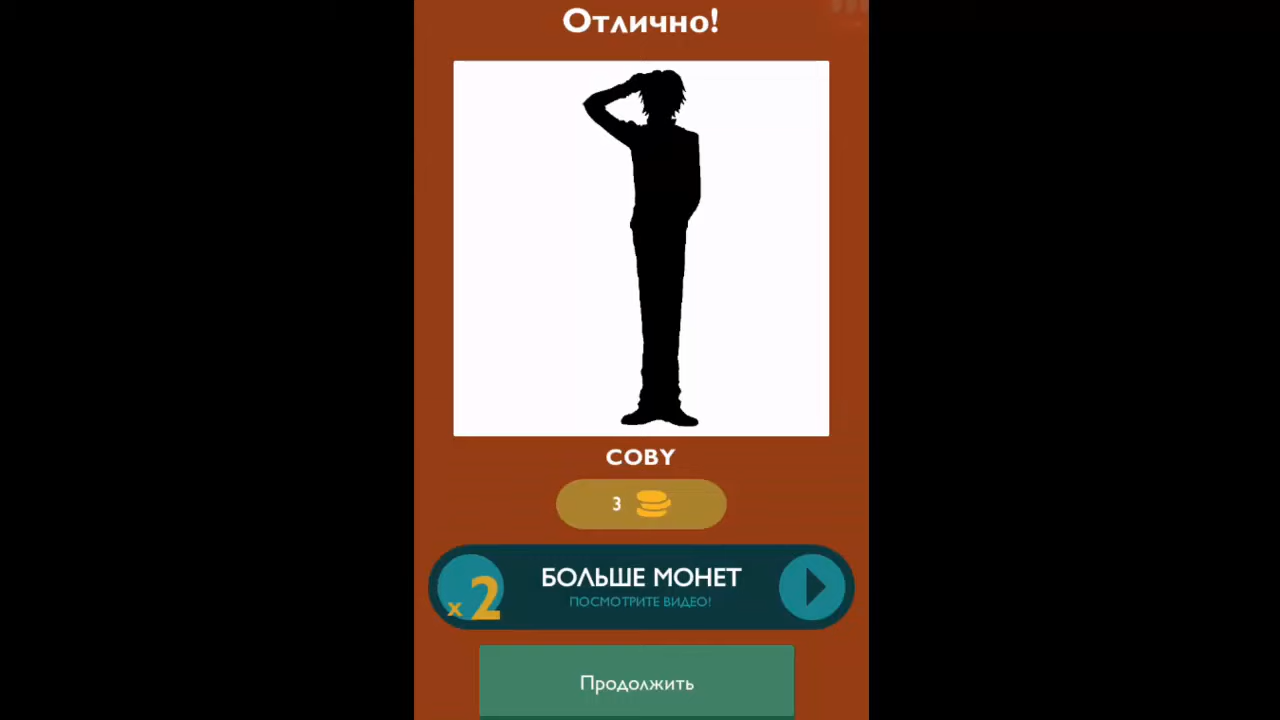 Отлично!
COBY
3
x2
БОЛЬШЕ МОНЕТ
ПОСМОТРИТЕ ВИДЕО!
Продолжить